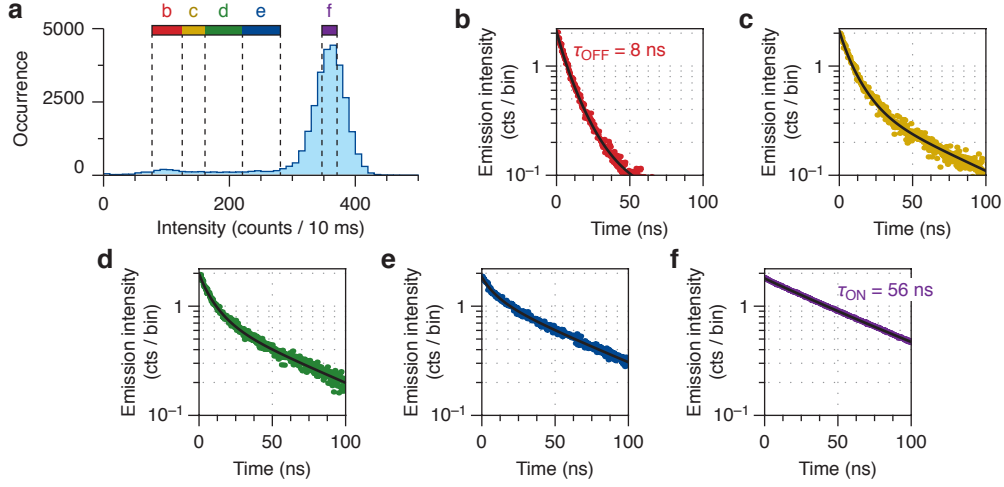 a
b c d e f
Occurrence
5000
2500
0
0 200 400
Intensity (counts / 10 ms)
b
Emission intensity
(cts / bin)
1
10⁻¹
τOFF = 8 ns
0 50 100
Time (ns)
c
Emission intensity
(cts / bin)
1
10⁻¹
0 50 100
Time (ns)
d
Emission intensity
(cts / bin)
1
10⁻¹
0 50 100
Time (ns)
e
Emission intensity
(cts / bin)
1
10⁻¹
0 50 100
Time (ns)
f
Emission intensity
(cts / bin)
1
10⁻¹
τON = 56 ns
0 50 100
Time (ns)